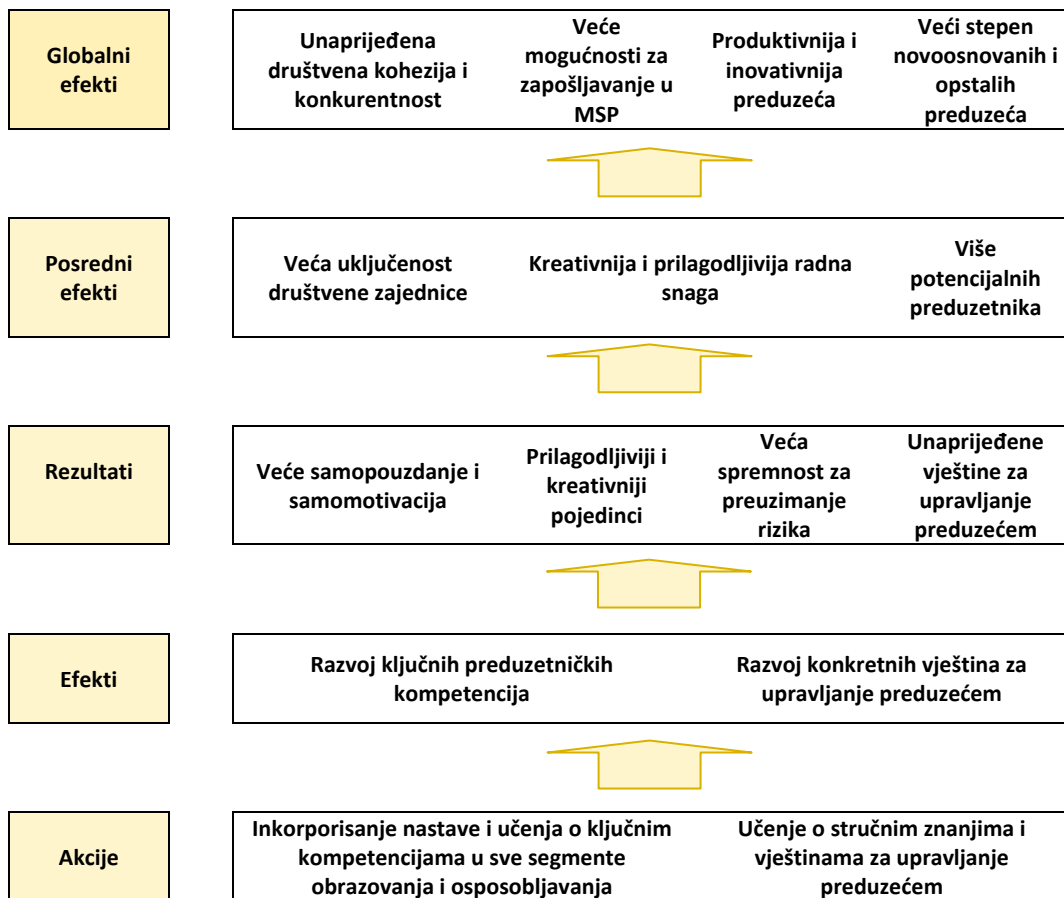 Globalni
efekti
Unaprijeđena
društvena kohezija i
konkurentnost
Veće
mogućnosti za
zapošljavanje u
MSP
Produktivnija i
inovativnija
preduzeća
Veći stepen
novoosnovanih i
opstalih
preduzeća
Posredni
efekti
Veća uključenost
društvene zajednice
Kreativnija i prilagodljivija radna
snaga
Više
potencijalnih
preduzetnika
Rezultati
Veće samopouzdanje i
samomotivacija
Prilagodljiviji i
kreativniji
pojedinci
Veća
spremnost za
preuzimanje
rizika
Unaprijeđene
vještine za
upravljanje
preduzećem
Efekti
Razvoj ključnih preduzetničkih
kompetencija
Razvoj konkretnih vještina za
upravljanje preduzećem
Akcije
Inkorporisanje nastave i učenja o ključnim
kompetencijama u sve segmente
obrazovanja i osposobljavanja
Učenje o stručnim znanjima i
vještinama za upravljanje
preduzećem